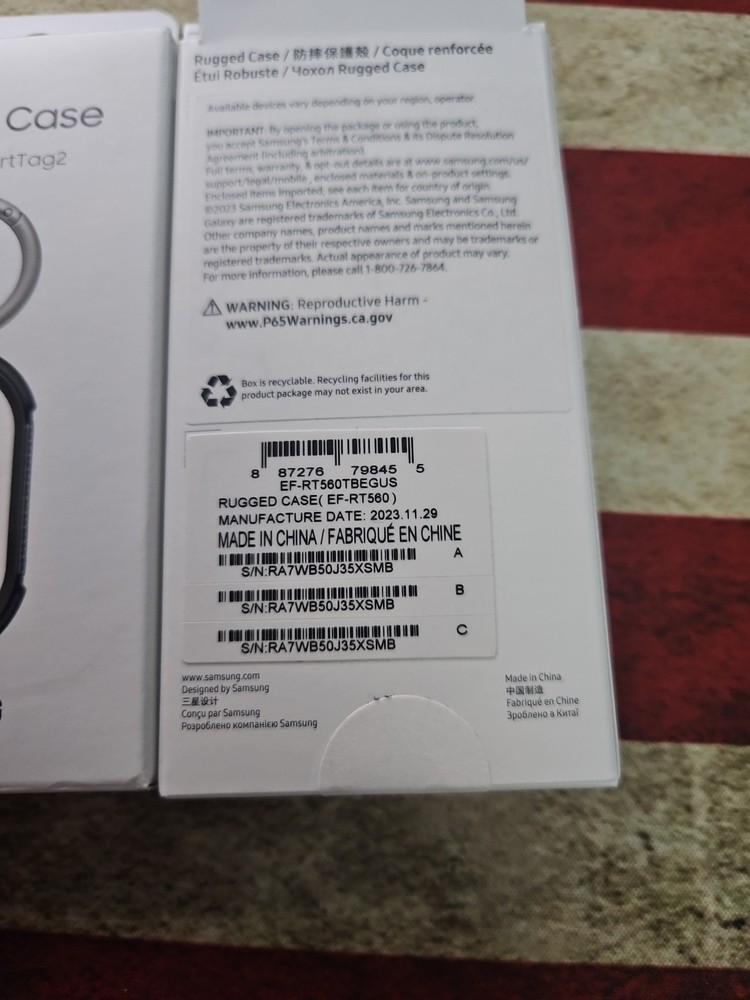 Case
rtTag2
Rugged Case / 防摔保護殼 / Coque renforcée
Étui Robuste / Чохол Rugged Case
Available devices vary depending on your region, operator.
IMPORTANT: By opening the package or using the product,
you accept Samsung's Terms & Conditions & its Dispute Resolution
Agreement (including arbitration).
Full terms, warranty, & opt-out details are at www.samsung.com/us/
support/legal/mobile, enclosed materials & on-product settings.
Enclosed items imported, see each item for country of origin.
©2023 Samsung Electronics America, Inc. Samsung and Samsung
Galaxy are registered trademarks of Samsung Electronics Co., Ltd.
Other company names, product names and marks mentioned herein
are the property of their respective owners and may be trademarks or
registered trademarks. Actual appearance of product may vary.
For more information, please call 1-800-726-7864.
WARNING: Reproductive Harm -
www.P65Warnings.ca.gov
Box is recyclable. Recycling facilities for this
product package may not exist in your area.
8 87276 79845 5
EF-RT560TBEGUS
RUGGED CASE( EF-RT560 )
MANUFACTURE DATE: 2023.11.29
MADE IN CHINA / FABRIQUÉ EN CHINE
A
S/N:RA7WB50J35XSMB
B
S/N:RA7WB50J35XSMB
C
S/N:RA7WB50J35XSMB
www.samsung.com
Designed by Samsung
三星设计
Conçu par Samsung
Розроблено компанією Samsung
Made in China
中国制造
Fabriqué en Chine
Зроблено в Китаї